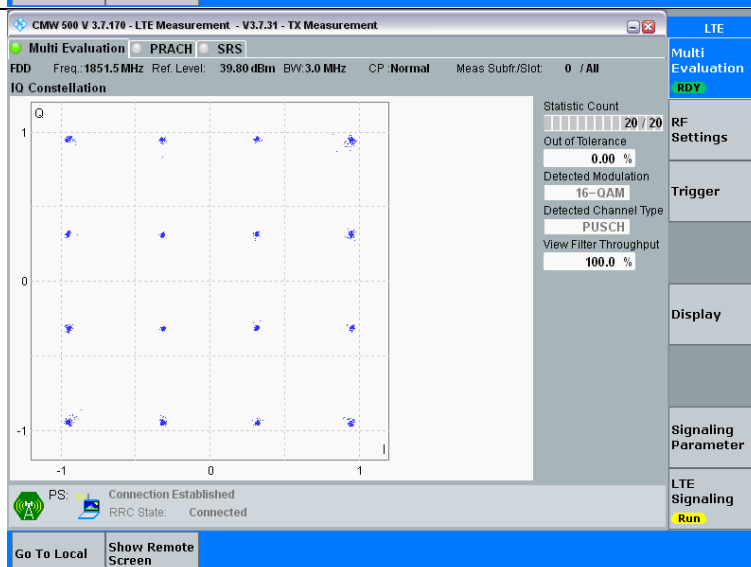 CMW 500 V 3.7.170 - LTE Measurement - V3.7.31 - TX Measurement
LTE
Multi Evaluation PRACH SRS
Multi Evaluation
RDY
FDD Freq.:1851.5 MHz Ref. Level: 39.80 dBm BW:3.0 MHz CP :Normal Meas Subfr./Slot: 0 / All
IQ Constellation
Q
1
0
-1
I
-1 0 1
Statistic Count
20 / 20
Out of Tolerance
0.00 %
Detected Modulation
16-QAM
Detected Channel Type
PUSCH
View Filter Throughput
100.0 %
RF
Settings
Trigger
Display
Signaling
Parameter
LTE
Signaling
Run
PS: Connection Established
RRC State: Connected
Go To Local
Show Remote
Screen